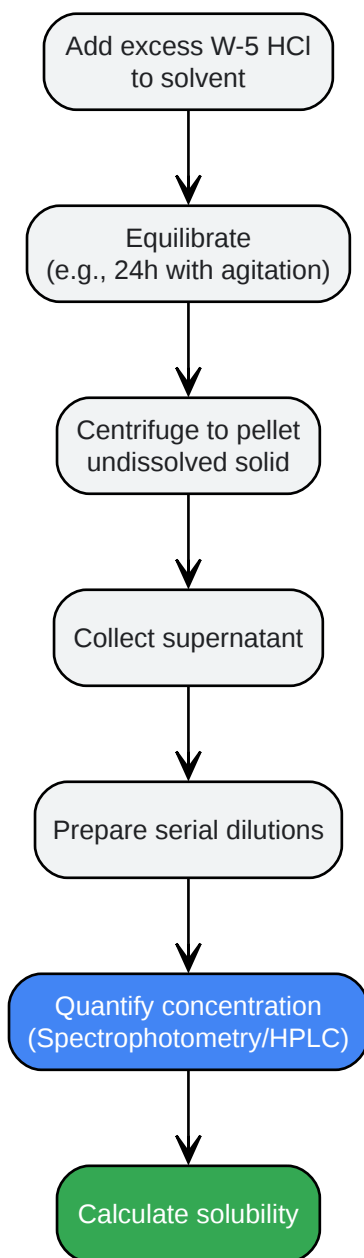 Add excess W-5 HCl
to solvent
Equilibrate
(e.g., 24h with agitation)
Centrifuge to pellet
undissolved solid
Collect supernatant
Prepare serial dilutions
Quantify concentration
(Spectrophotometry/HPLC)
Calculate solubility